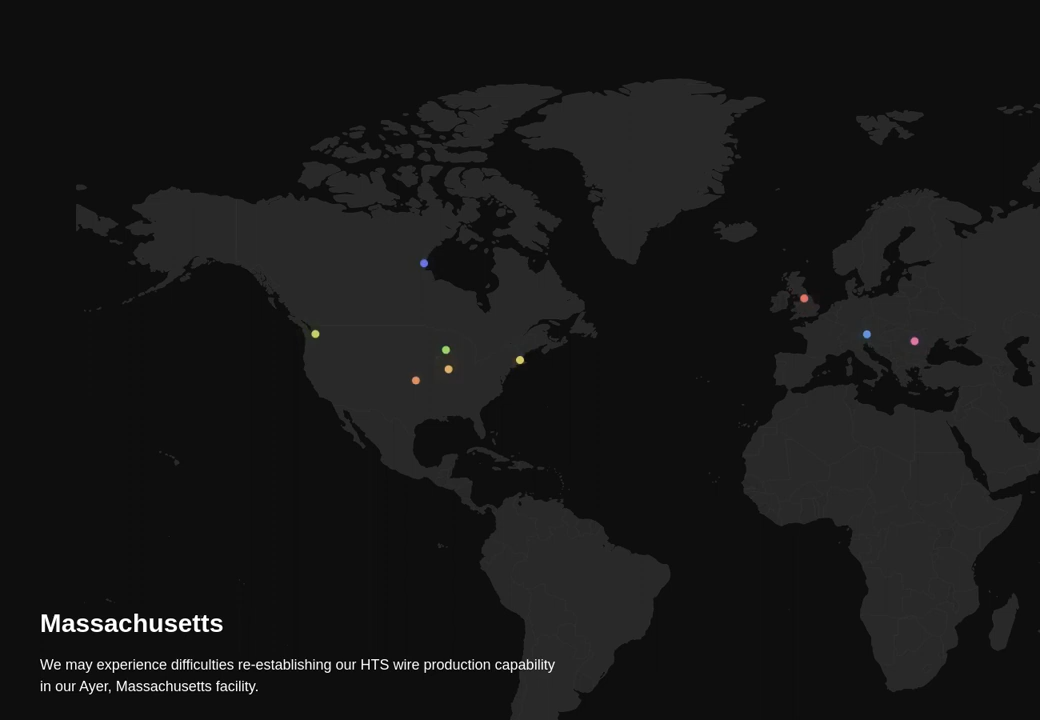 Massachusetts
We may experience difficulties re-establishing our HTS wire production capability
in our Ayer, Massachusetts facility.